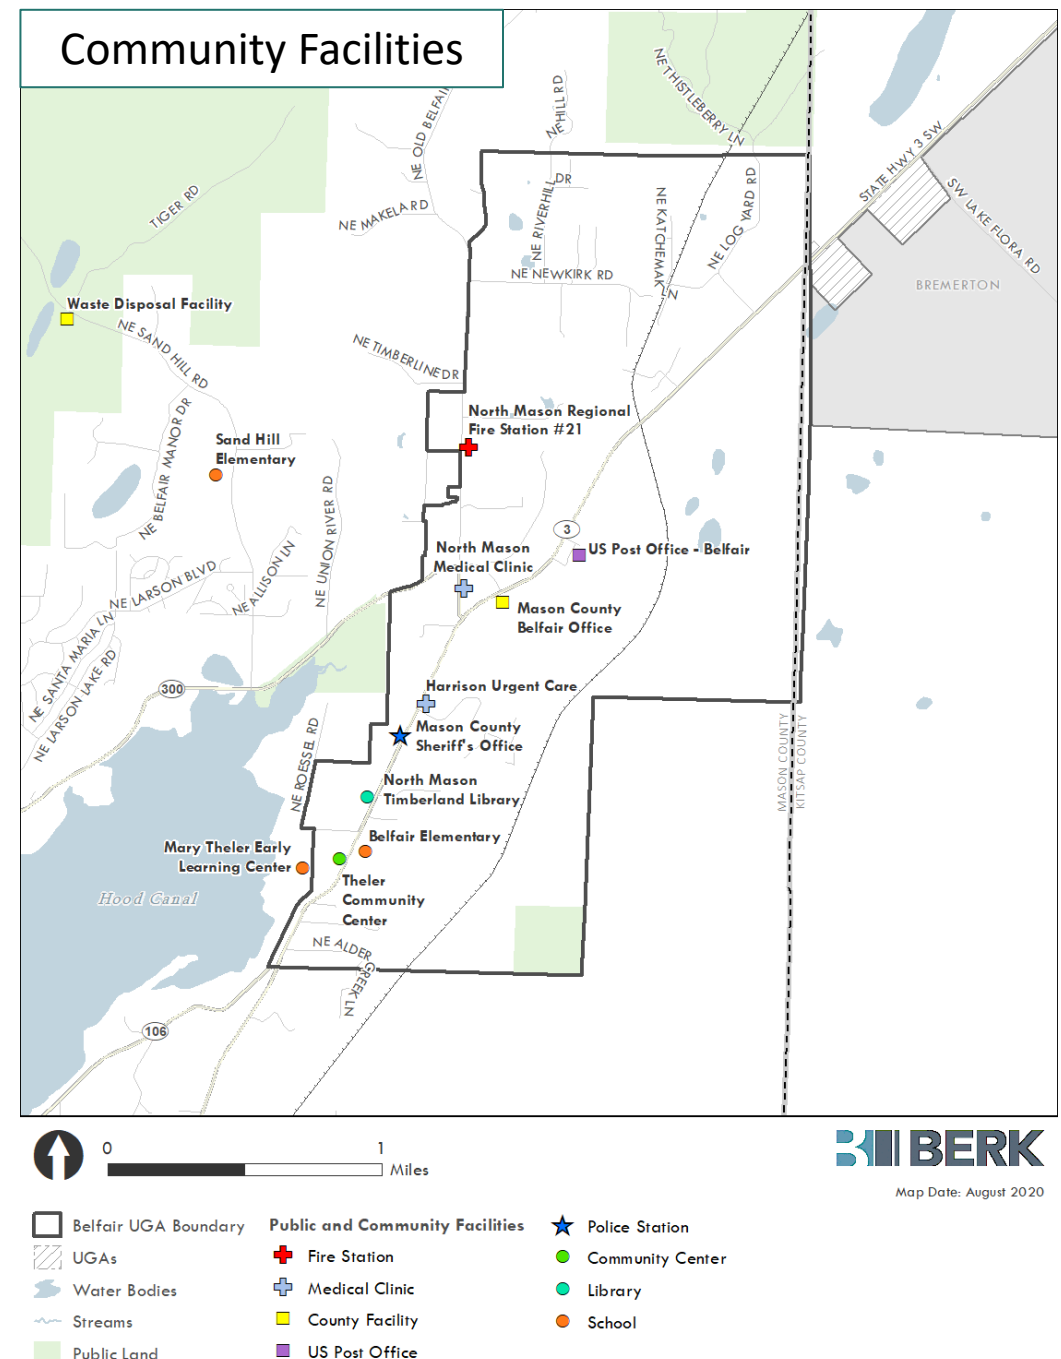 Community Facilities
NE OLD BELFAIR
NE HILL RD
NE THISTLEBERRY LN
STATE HWY 3 SW
SW LAKE FLORA RD
TIGER RD
NE MAKELA RD
NE RIVERHILL DR
NE KATCHEMAK LN
NE LOG YARD RD
NE NEWKIRK RD
BREMERTON
Waste Disposal Facility
NE SAND HILL RD
NE TIMBERLINE DR
NE BELFAIR MANOR DR
Sand Hill
Elementary
North Mason Regional
Fire Station #21
NE UNION RIVER RD
3
North Mason
Medical Clinic
US Post Office - Belfair
NE LARSON BLVD
NE ALLISON LN
Mason County
Belfair Office
NE SANTA MARIA LN
NE LARSON LAKE RD
300
Harrison Urgent Care
Mason County
Sheriff's Office
NE ROESSEL RD
MASON COUNTY
KITSAP COUNTY
North Mason
Timberland Library
Belfair Elementary
Mary Theler Early
Learning Center
Theler
Community
Center
Hood Canal
NE ALDER CREEK LN
106
0 1
Miles
BERK
Map Date: August 2020
Belfair UGA Boundary
UGAs
Water Bodies
Streams
Public Land
Public and Community Facilities
Fire Station
Medical Clinic
County Facility
US Post Office
Police Station
Community Center
Library
School